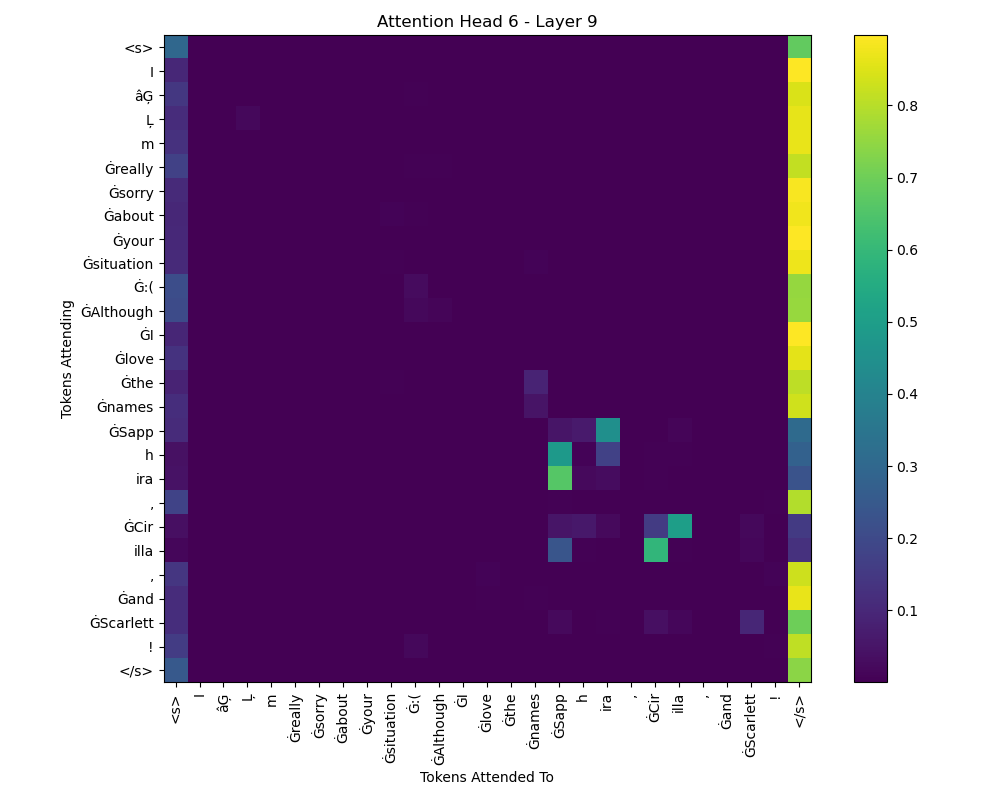 Attention Head 6 - Layer 9
Tokens Attending
<s>
I
âĢ
Ļ
m
Ġreally
Ġsorry
Ġabout
Ġyour
Ġsituation
Ġ:(
ĠAlthough
ĠI
Ġlove
Ġthe
Ġnames
ĠSapp
h
ira
,
ĠCir
illa
,
Ġand
ĠScarlett
!
</s>
<s>
I
âĢ
Ļ
m
Ġreally
Ġsorry
Ġabout
Ġyour
Ġsituation
Ġ:(
ĠAlthough
ĠI
Ġlove
Ġthe
Ġnames
ĠSapp
h
ira
,
ĠCir
illa
,
Ġand
ĠScarlett
!
</s>
Tokens Attended To
0.8
0.7
0.6
0.5
0.4
0.3
0.2
0.1